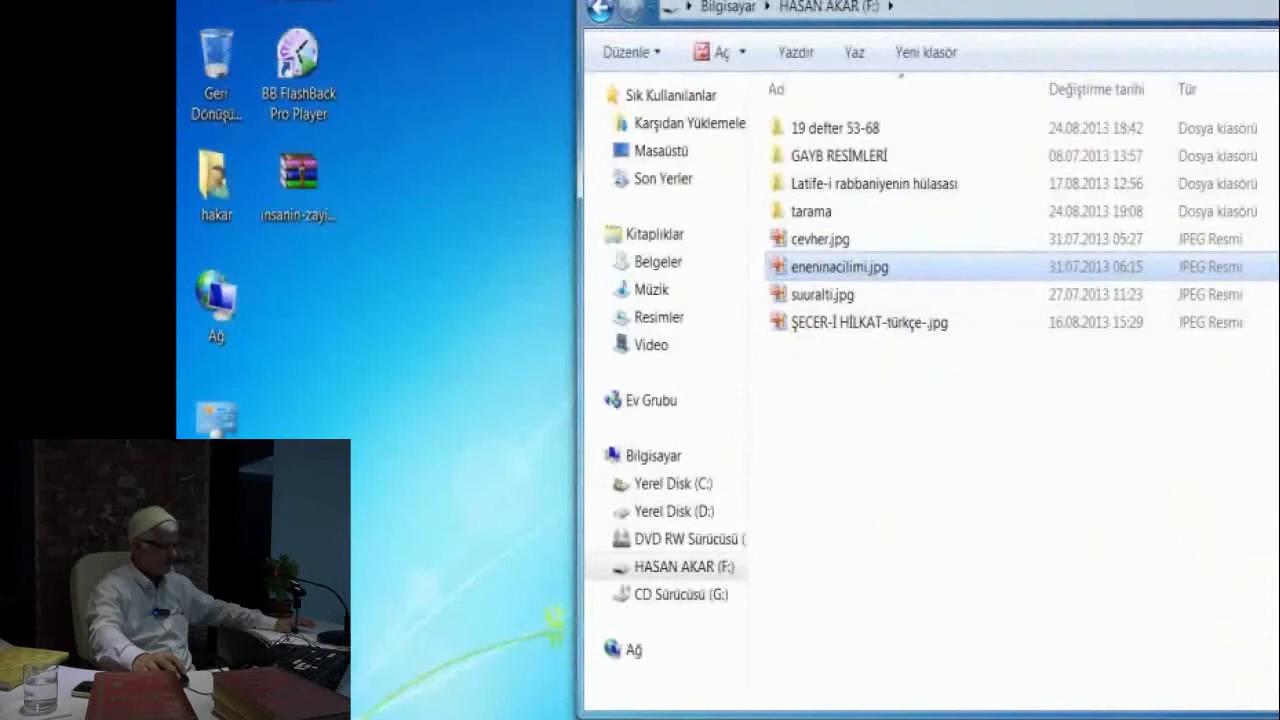 Geri
Dönüşü...
BB FlashBack
Pro Player
hakar
insanin-zayi...
Ağ
Bilgisayar
HASAN AKAR (F:)
Düzenle
Aç
Yazdır
Yaz
Yeni klasör
Sık Kullanılanlar
Karşıdan Yüklemele
Masaüstü
Son Yerler
Kitaplıklar
Belgeler
Müzik
Resimler
Video
Ev Grubu
Bilgisayar
Yerel Disk (C:)
Yerel Disk (D:)
DVD RW Sürücüsü (
HASAN AKAR (F:)
CD Sürücüsü (G:)
Ağ
Ad Değiştirme tarihi Tür
19 defter 53-68 24.08.2013 18:42 Dosya klasörü
GAYB RESİMLERİ 08.07.2013 13:57 Dosya klasörü
Latife-i rabbaniyenin hülasası 17.08.2013 12:56 Dosya klasörü
tarama 24.08.2013 19:08 Dosya klasörü
cevher.jpg 31.07.2013 05:27 JPEG Resmi
eneninacilimi.jpg 31.07.2013 06:15 JPEG Resmi
suuralti.jpg 27.07.2013 11:23 JPEG Resmi
ŞECER-İ HİLKAT-türkçe-.jpg 16.08.2013 15:29 JPEG Resmi